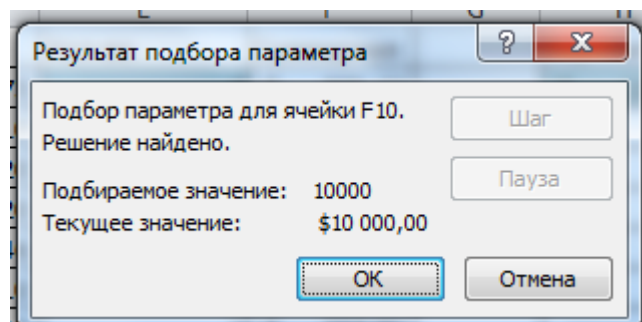 Результат подбора параметра
Подбор параметра для ячейки F10.
Решение найдено.
Подбираемое значение: 10000
Текущее значение: $10 000,00
Шаг
Пауза
ОК
Отмена